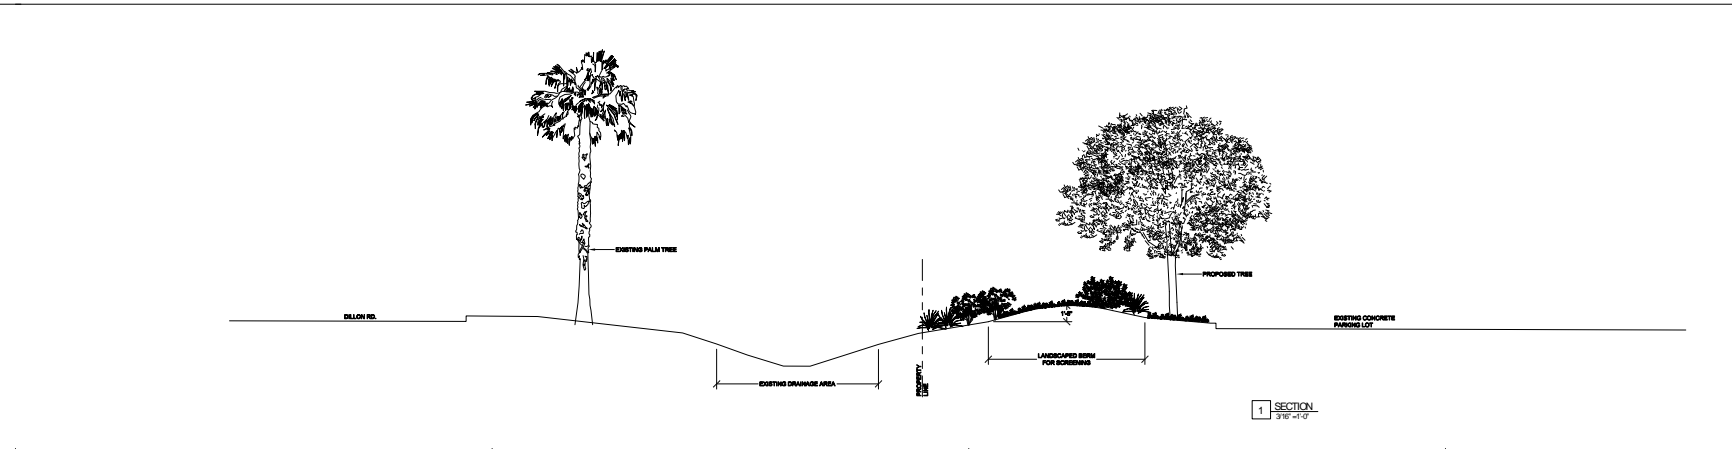 EXISTING PALM TREE
PROPOSED TREE
DILLON RD.
1'-6"
EXISTING CONCRETE
PARKING LOT
LANDSCAPED BERM
FOR SCREENING
EXISTING DRAINAGE AREA
PROPERTY
LINE
1
SECTION
3/16" =1'-0"